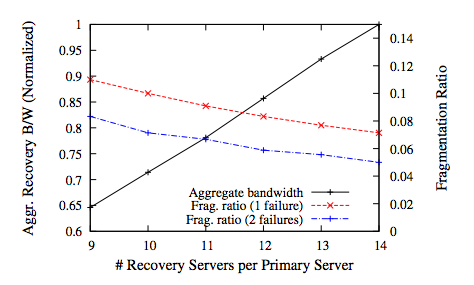 Aggr. Recovery B/W (Normalized)
1
0.95
0.9
0.85
0.8
0.75
0.7
0.65
0.6
0.14
0.12
0.1
0.08
0.06
0.04
0.02
0
Fragmentation Ratio
Aggregate bandwidth
Frag. ratio (1 failure)
Frag. ratio (2 failures)
9 10 11 12 13 14
# Recovery Servers per Primary Server